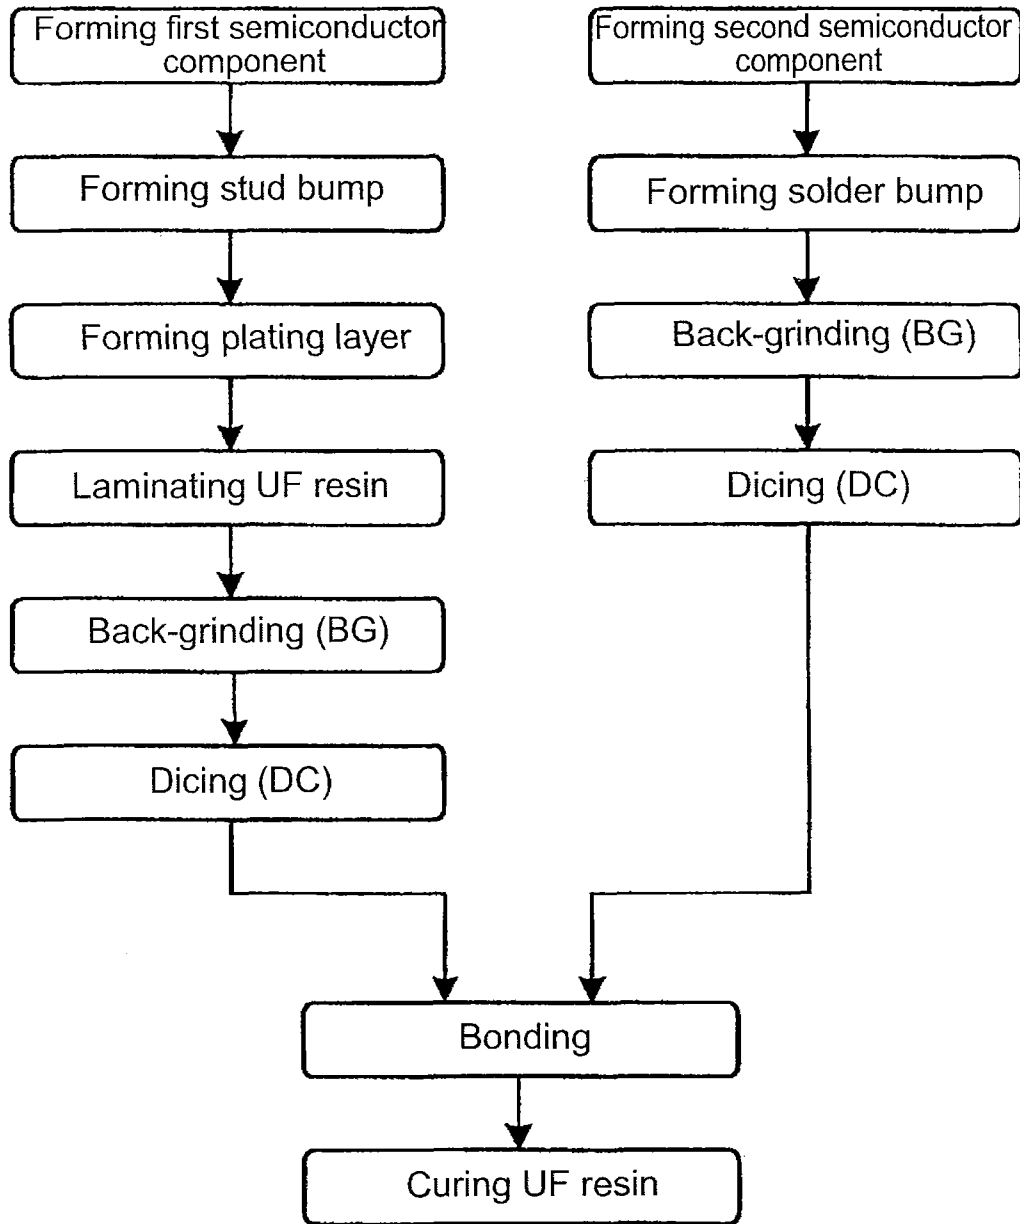 Forming first semiconductor
component
Forming stud bump
Forming plating layer
Laminating UF resin
Back-grinding (BG)
Dicing (DC)
Forming second semiconductor
component
Forming solder bump
Back-grinding (BG)
Dicing (DC)
Bonding
Curing UF resin